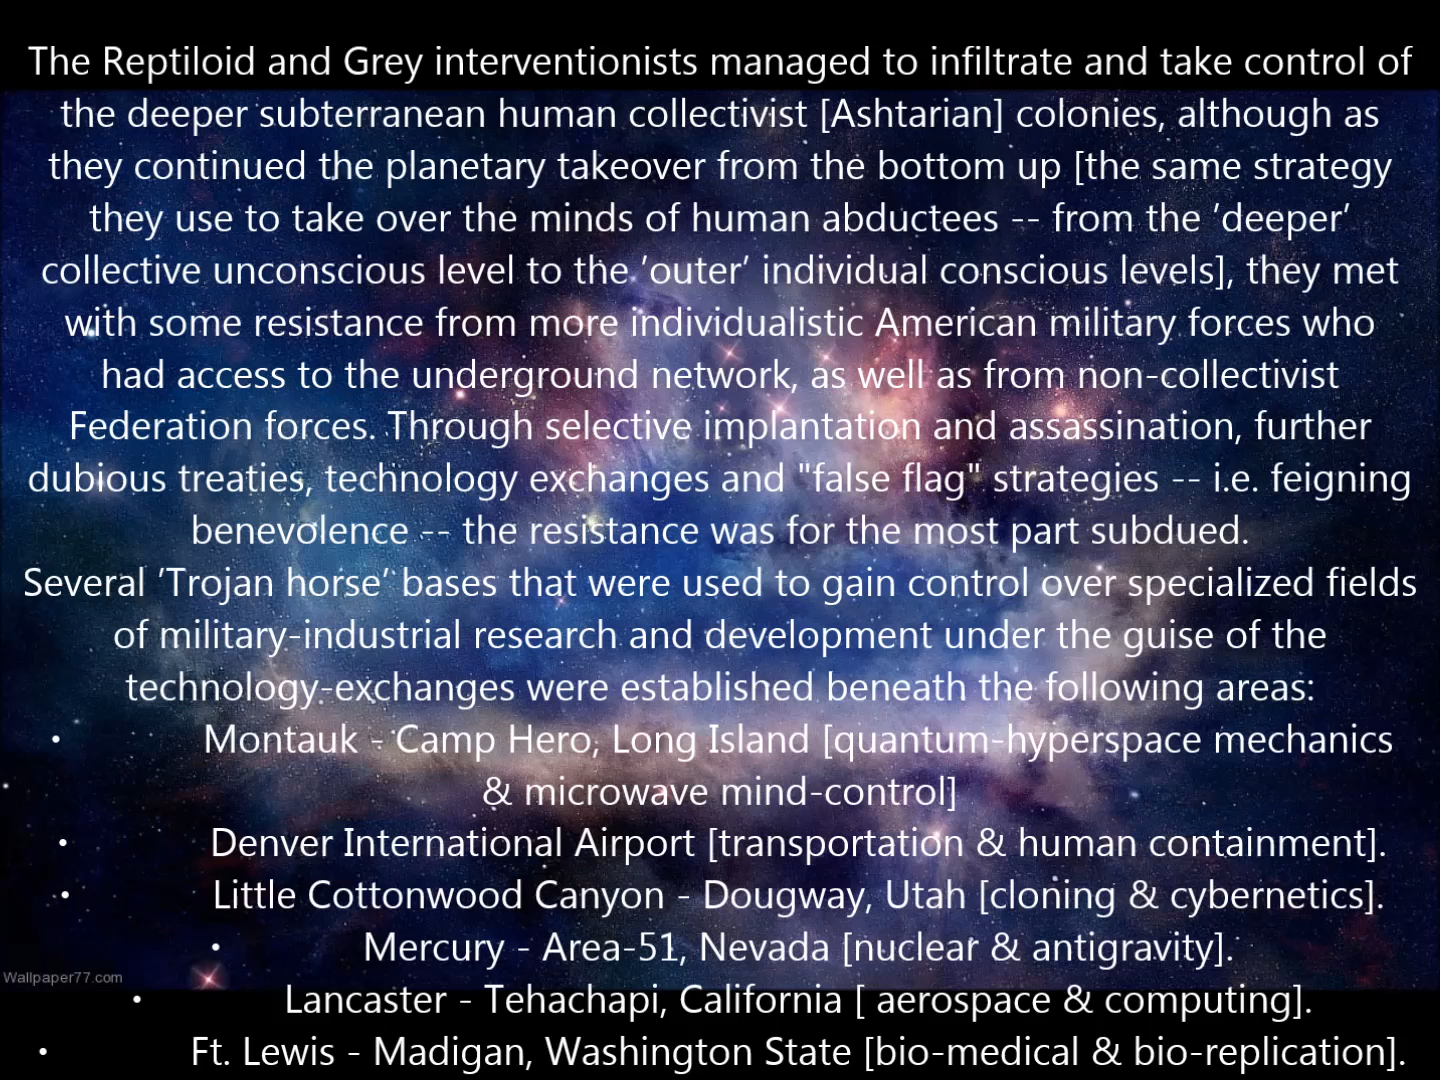 The Reptiloid and Grey interventionists managed to infiltrate and take control of
the deeper subterranean human collectivist [Ashtarian] colonies, although as
they continued the planetary takeover from the bottom up [the same strategy
they use to take over the minds of human abductees -- from the ’deeper’
collective unconscious level to the ’outer’ individual conscious levels], they met
with some resistance from more individualistic American military forces who
had access to the underground network, as well as from non-collectivist
Federation forces. Through selective implantation and assassination, further
dubious treaties, technology exchanges and "false flag" strategies -- i.e. feigning
benevolence -- the resistance was for the most part subdued.
Several ’Trojan horse’ bases that were used to gain control over specialized fields
of military-industrial research and development under the guise of the
technology-exchanges were established beneath the following areas:
• Montauk - Camp Hero, Long Island [quantum-hyperspace mechanics
& microwave mind-control]
• Denver International Airport [transportation & human containment].
• Little Cottonwood Canyon - Dougway, Utah [cloning & cybernetics].
• Mercury - Area-51, Nevada [nuclear & antigravity].
Wallpaper77.com
• Lancaster - Tehachapi, California [ aerospace & computing].
• Ft. Lewis - Madigan, Washington State [bio-medical & bio-replication].